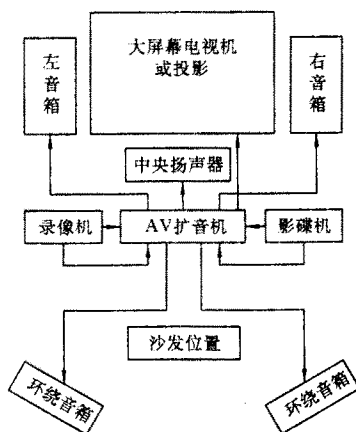 左音箱
大屏幕电视机
或投影
右音箱
中央扬声器
录像机
AV扩音机
影碟机
沙发位置
环绕音箱
环绕音箱